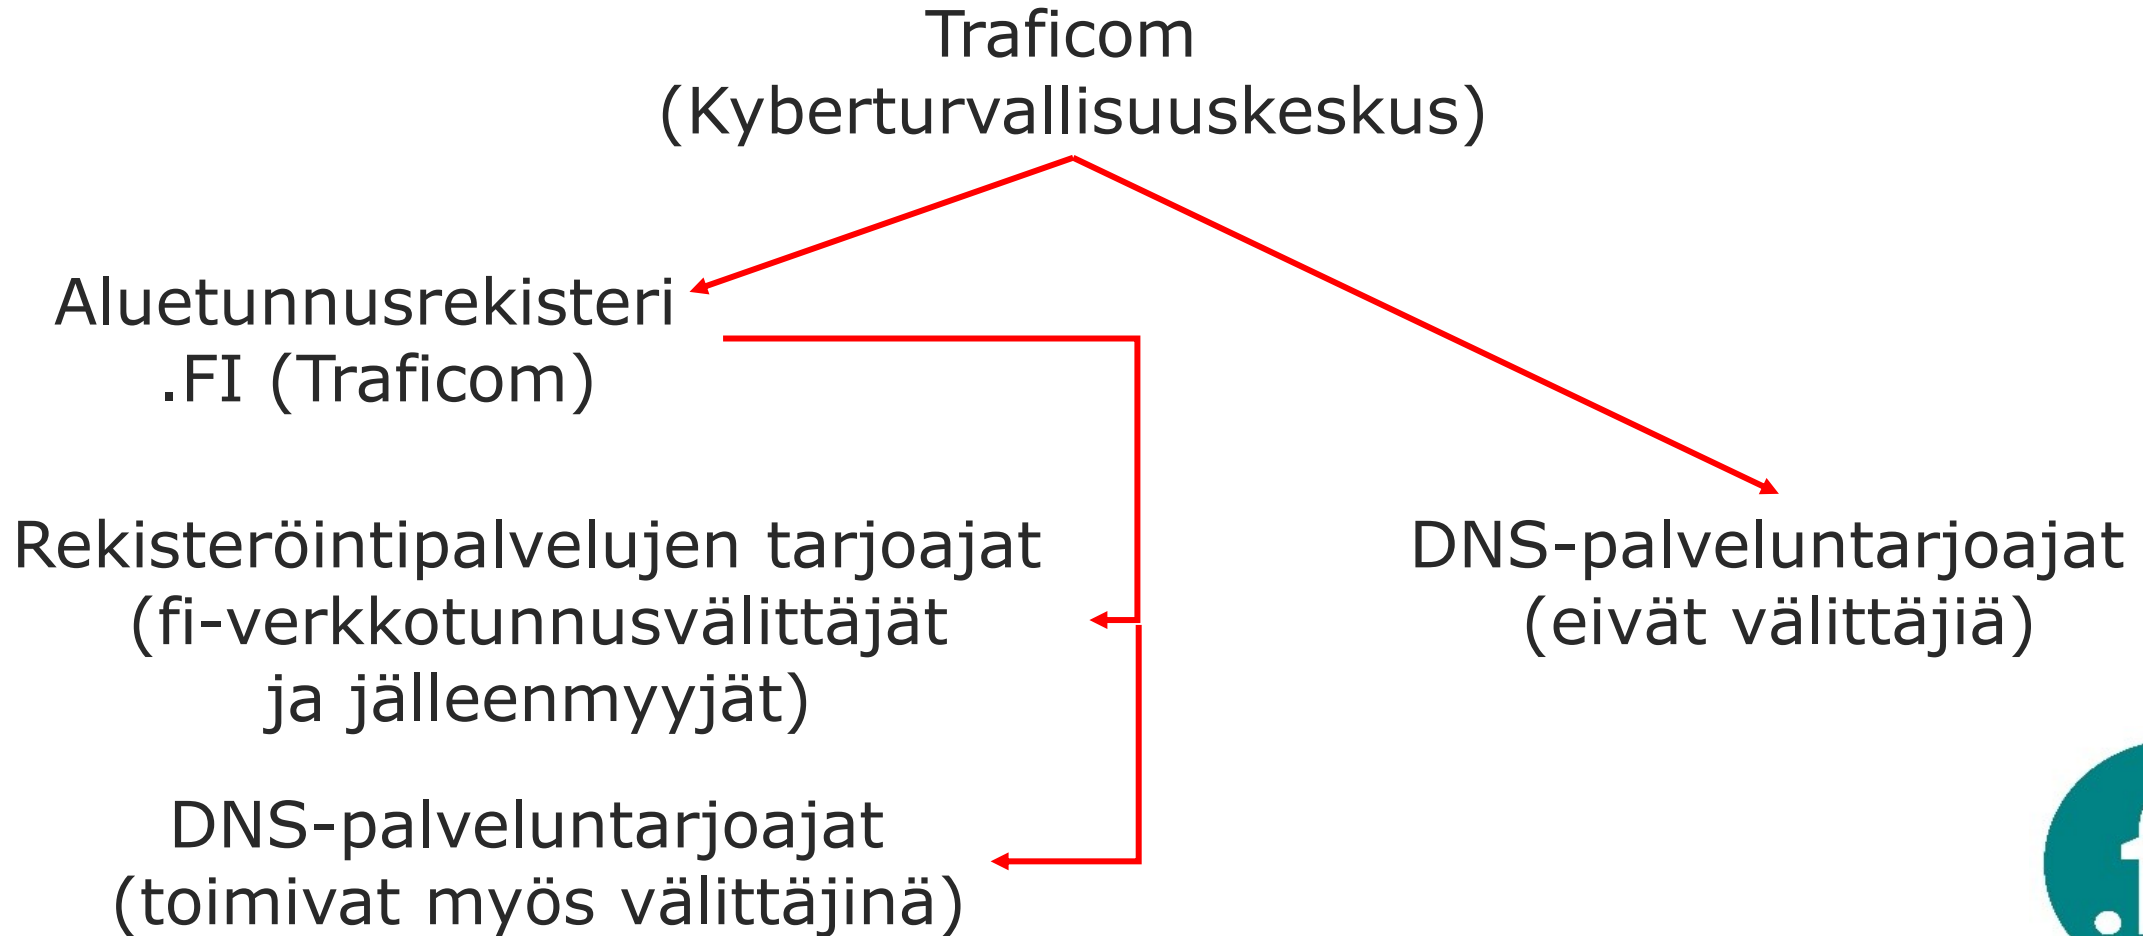 Traficom
(Kyberturvallisuuskeskus)
Aluetunnusrekisteri
.FI (Traficom)
Rekisteröintipalvelujen tarjoajat
(fi-verkkotunnusvälittäjät
ja jälleenmyyjät)
DNS-palveluntarjoajat
(eivät välittäjiä)
DNS-palveluntarjoajat
(toimivat myös välittäjinä)